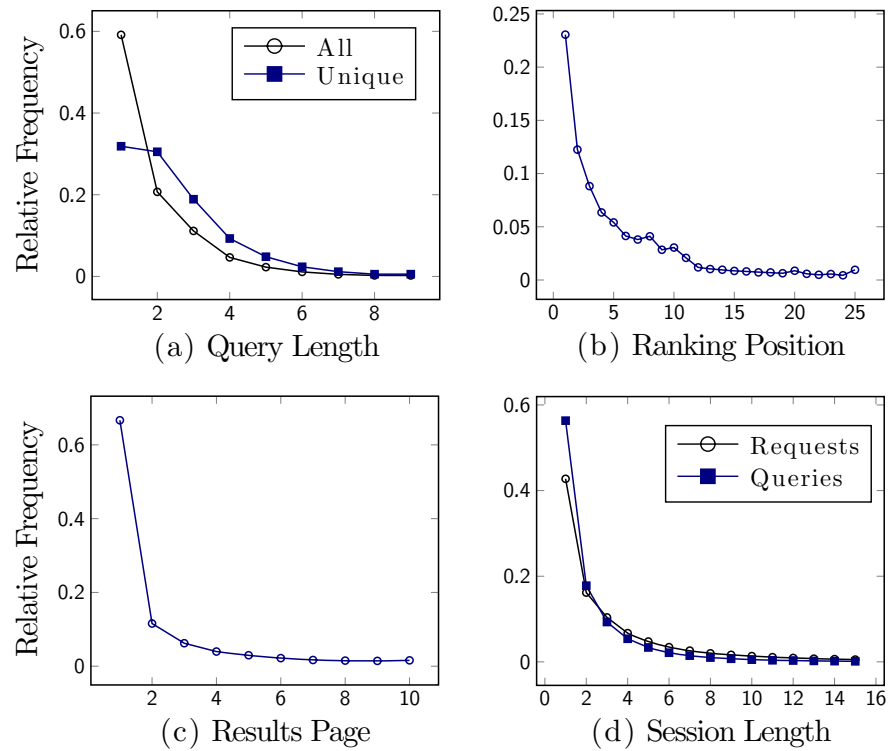 Relative Frequency
0.6
0.4
0.2
0
2 4 6 8
All
Unique
(a) Query Length
0.25
0.2
0.15
0.1
0.05
0
0 5 10 15 20 25
(b) Ranking Position
Relative Frequency
0.6
0.4
0.2
0
2 4 6 8 10
(c) Results Page
0.6
0.4
0.2
0
0 2 4 6 8 10 12 14 16
Requests
Queries
(d) Session Length